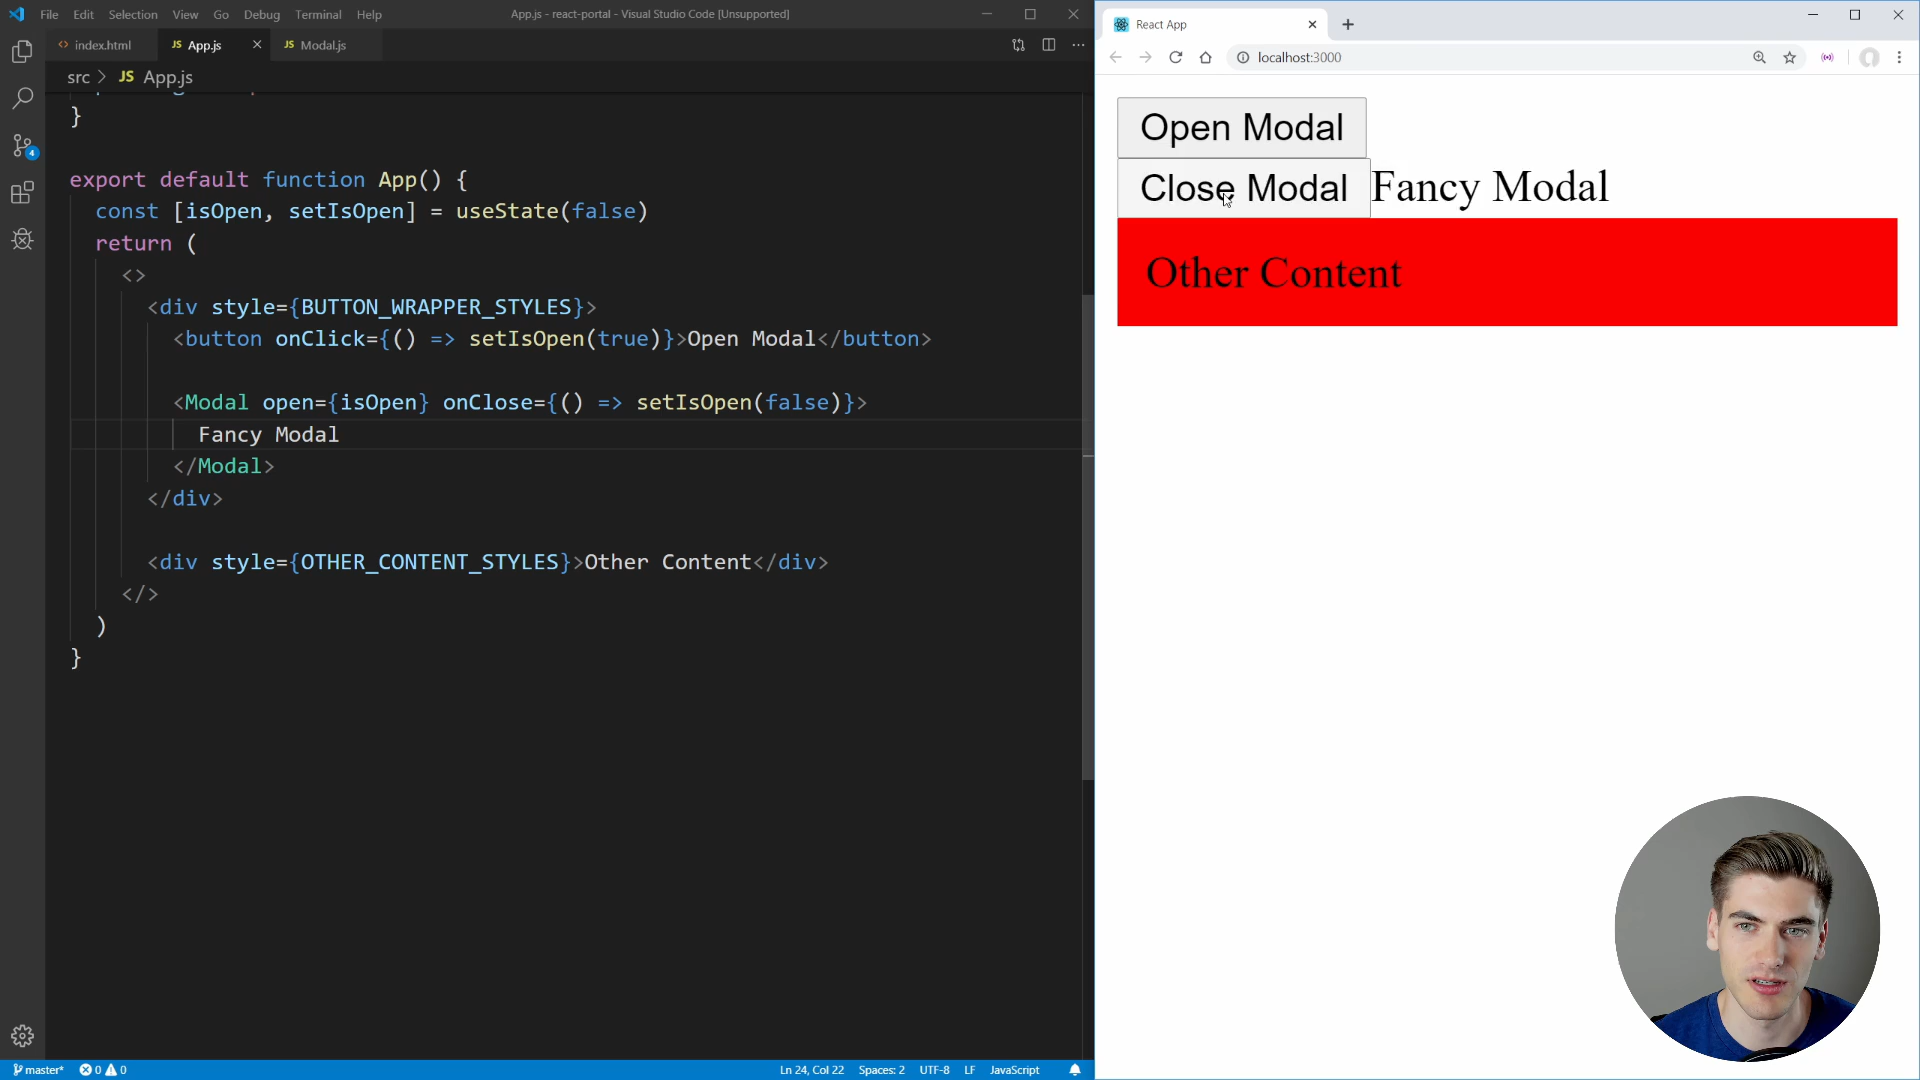 File Edit Selection View Go Debug Terminal Help
App.js - react-portal - Visual Studio Code [Unsupported]
index.html
JS App.js
JS Modal.js
src > JS App.js
}
export default function App() {
const [isOpen, setIsOpen] = useState(false)
return (
<>
<div style={BUTTON_WRAPPER_STYLES}>
<button onClick={() => setIsOpen(true)}>Open Modal</button>
<Modal open={isOpen} onClose={() => setIsOpen(false)}>
Fancy Modal
</Modal>
</div>
<div style={OTHER_CONTENT_STYLES}>Other Content</div>
</>
)
}
4
master* 0 0
Ln 24, Col 22 Spaces: 2 UTF-8 LF JavaScript
React App
localhost:3000
Open Modal
Close Modal Fancy Modal
Other Content